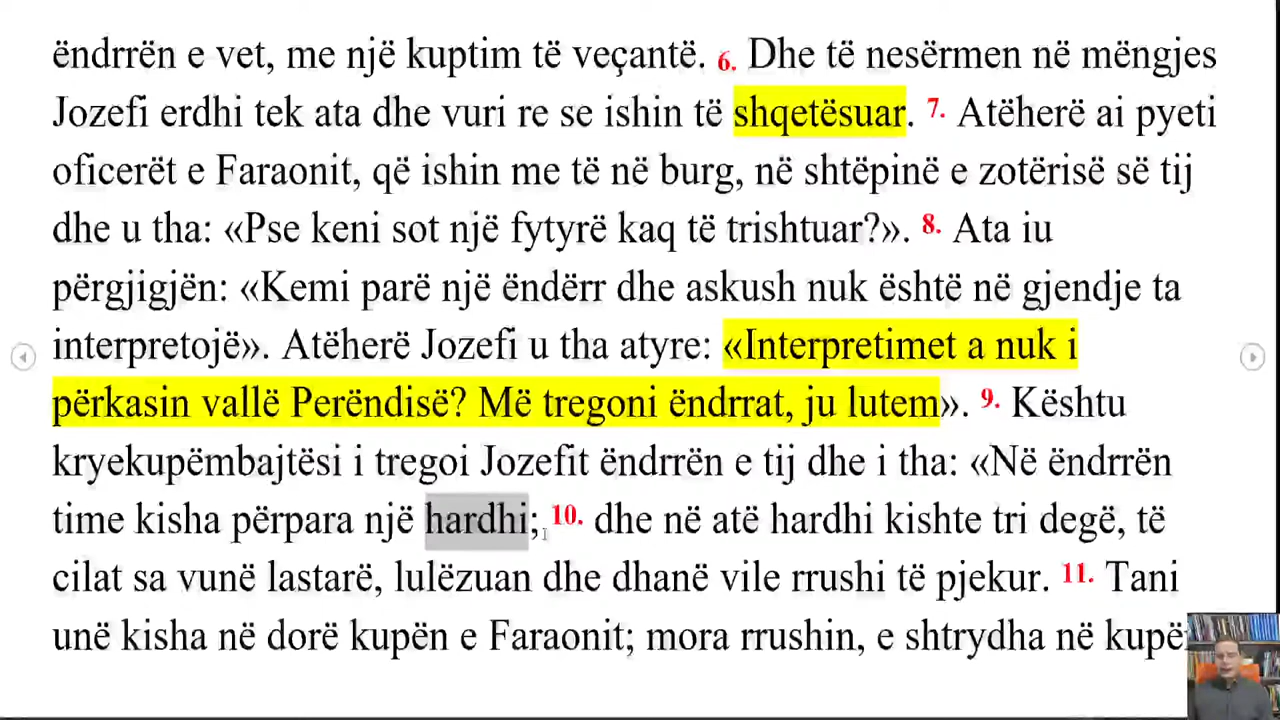 ëndrrën e vet, me një kuptim të veçantë. 6. Dhe të nesërmen në mëngjes
Jozefi erdhi tek ata dhe vuri re se ishin të shqetësuar. 7. Atëherë ai pyeti
oficerët e Faraonit, që ishin me të në burg, në shtëpinë e zotërisë së tij
dhe u tha: «Pse keni sot një fytyrë kaq të trishtuar?». 8. Ata iu
përgjigjën: «Kemi parë një ëndërr dhe askush nuk është në gjendje ta
interpretojë». Atëherë Jozefi u tha atyre: «Interpretimet a nuk i
përkasin vallë Perëndisë? Më tregoni ëndrrat, ju lutem». 9. Kështu
kryekupëmbajtësi i tregoi Jozefit ëndrrën e tij dhe i tha: «Në ëndrrën
time kisha përpara një hardhi; 10. dhe në atë hardhi kishte tri degë, të
cilat sa vunë lastarë, lulëzuan dhe dhanë vile rrushi të pjekur. 11. Tani
unë kisha në dorë kupën e Faraonit; mora rrushin, e shtrydha në